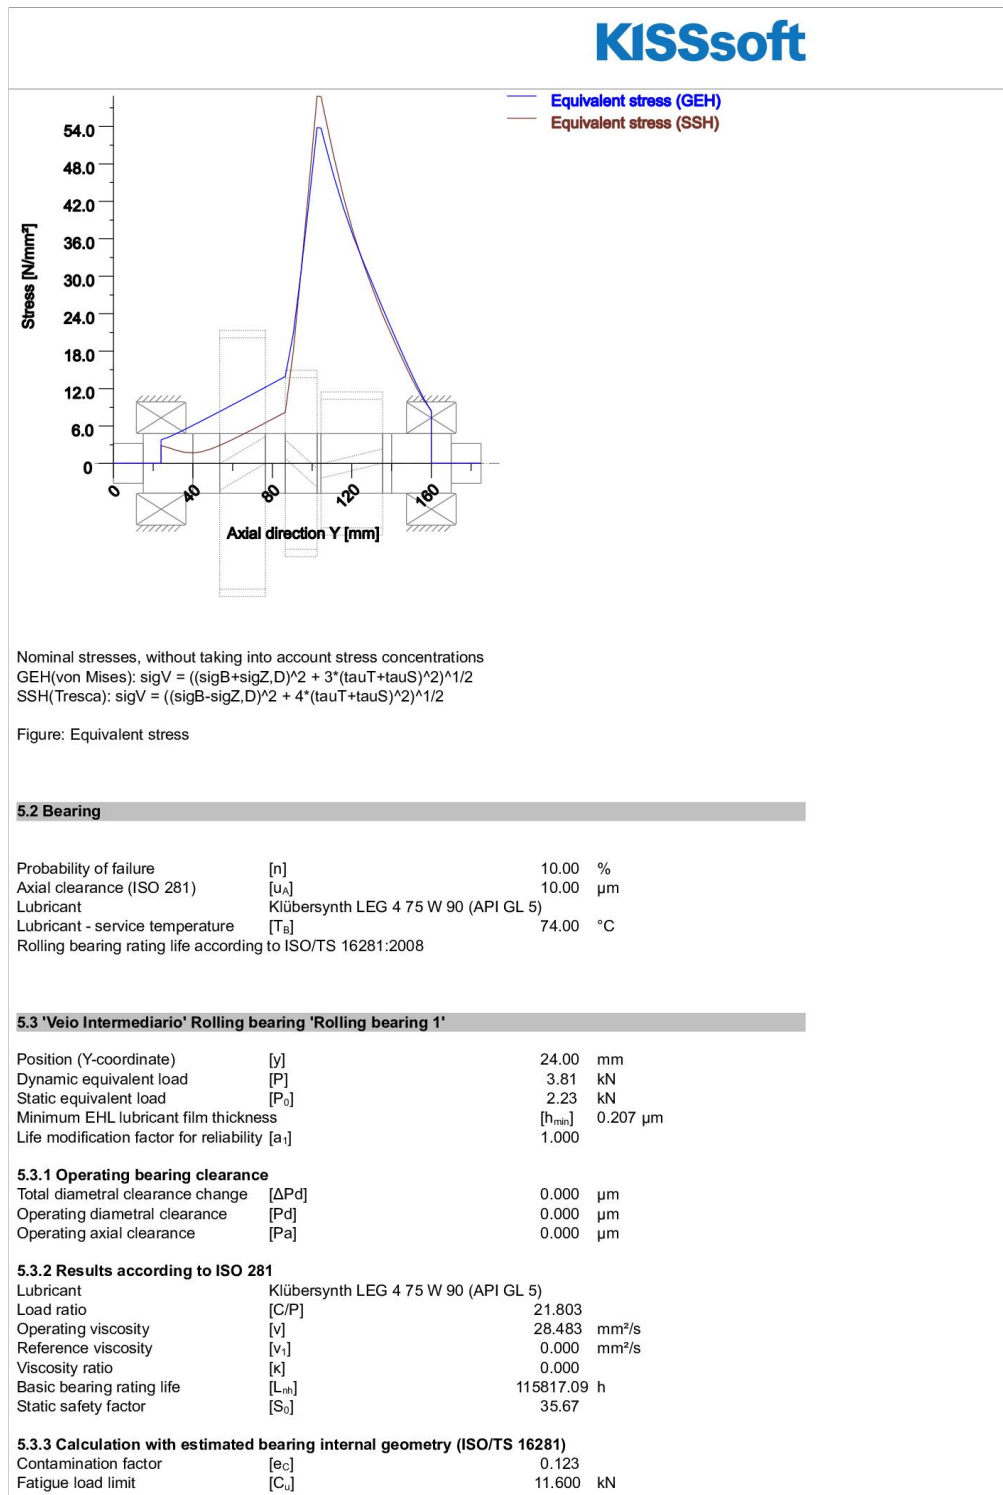 KISSsoft
Equivalent stress (GEH)
Equivalent stress (SSH)
54.0
48.0
42.0
36.0
30.0
24.0
18.0
12.0
6.0
0
Stress [N/mm²]
0
40
80
120
160
Axial direction Y [mm]
Nominal stresses, without taking into account stress concentrations
GEH(von Mises): sigV = ((sigB+sigZ,D)^2 + 3*(tauT+tauS)^2)^1/2
SSH(Tresca): sigV = ((sigB-sigZ,D)^2 + 4*(tauT+tauS)^2)^1/2
Figure: Equivalent stress
5.2 Bearing
Probability of failure [n] 10.00 %
Axial clearance (ISO 281) [uA] 10.00 µm
Lubricant Klübersynth LEG 4 75 W 90 (API GL 5)
Lubricant - service temperature [TB] 74.00 °C
Rolling bearing rating life according to ISO/TS 16281:2008
5.3 'Veio Intermediario' Rolling bearing 'Rolling bearing 1'
Position (Y-coordinate) [y] 24.00 mm
Dynamic equivalent load [P] 3.81 kN
Static equivalent load [P₀] 2.23 kN
Minimum EHL lubricant film thickness [hmin] 0.207 µm
Life modification factor for reliability [a₁] 1.000
5.3.1 Operating bearing clearance
Total diametral clearance change [ΔPd] 0.000 µm
Operating diametral clearance [Pd] 0.000 µm
Operating axial clearance [Pa] 0.000 µm
5.3.2 Results according to ISO 281
Lubricant Klübersynth LEG 4 75 W 90 (API GL 5)
Load ratio [C/P] 21.803
Operating viscosity [ν] 28.483 mm²/s
Reference viscosity [ν₁] 0.000 mm²/s
Viscosity ratio [κ] 0.000
Basic bearing rating life [Lnh] 115817.09 h
Static safety factor [S₀] 35.67
5.3.3 Calculation with estimated bearing internal geometry (ISO/TS 16281)
Contamination factor [eC] 0.123
Fatigue load limit [Cu] 11.600 kN